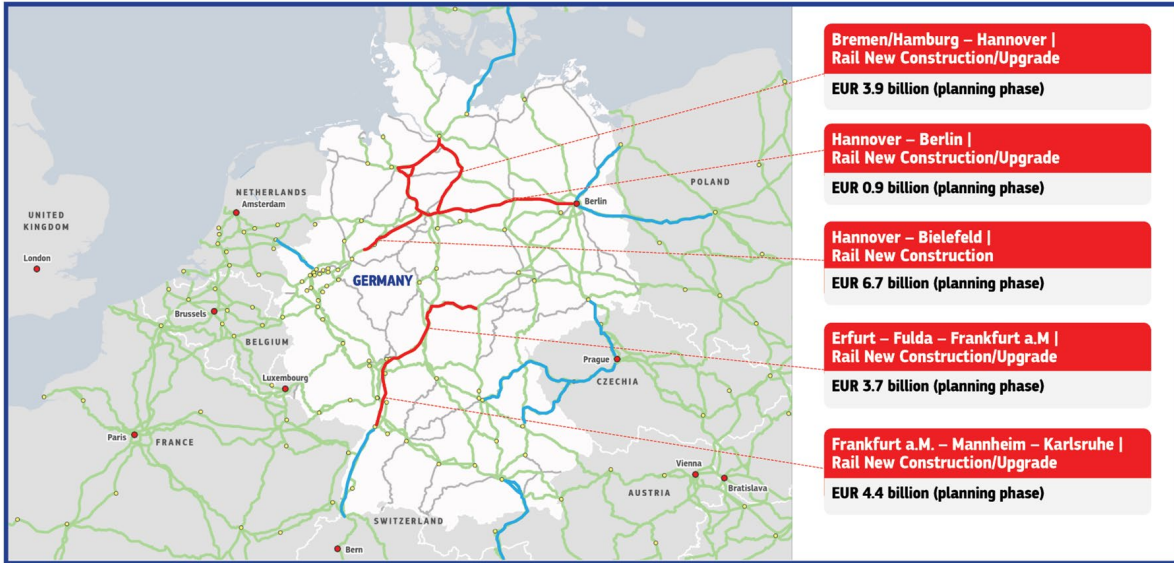 Bremen/Hamburg – Hannover |
Rail New Construction/Upgrade
EUR 3.9 billion (planning phase)
Hannover – Berlin |
Rail New Construction/Upgrade
EUR 0.9 billion (planning phase)
Hannover – Bielefeld |
Rail New Construction
EUR 6.7 billion (planning phase)
Erfurt – Fulda – Frankfurt a.M |
Rail New Construction/Upgrade
EUR 3.7 billion (planning phase)
Frankfurt a.M. – Mannheim – Karlsruhe |
Rail New Construction/Upgrade
EUR 4.4 billion (planning phase)
NETHERLANDS
Amsterdam
UNITED
KINGDOM
London
Berlin
POLAND
GERMANY
Brussels
BELGIUM
Luxembourg
Prague
CZECHIA
Paris
FRANCE
Vienna
Bratislava
AUSTRIA
SWITZERLAND
Bern